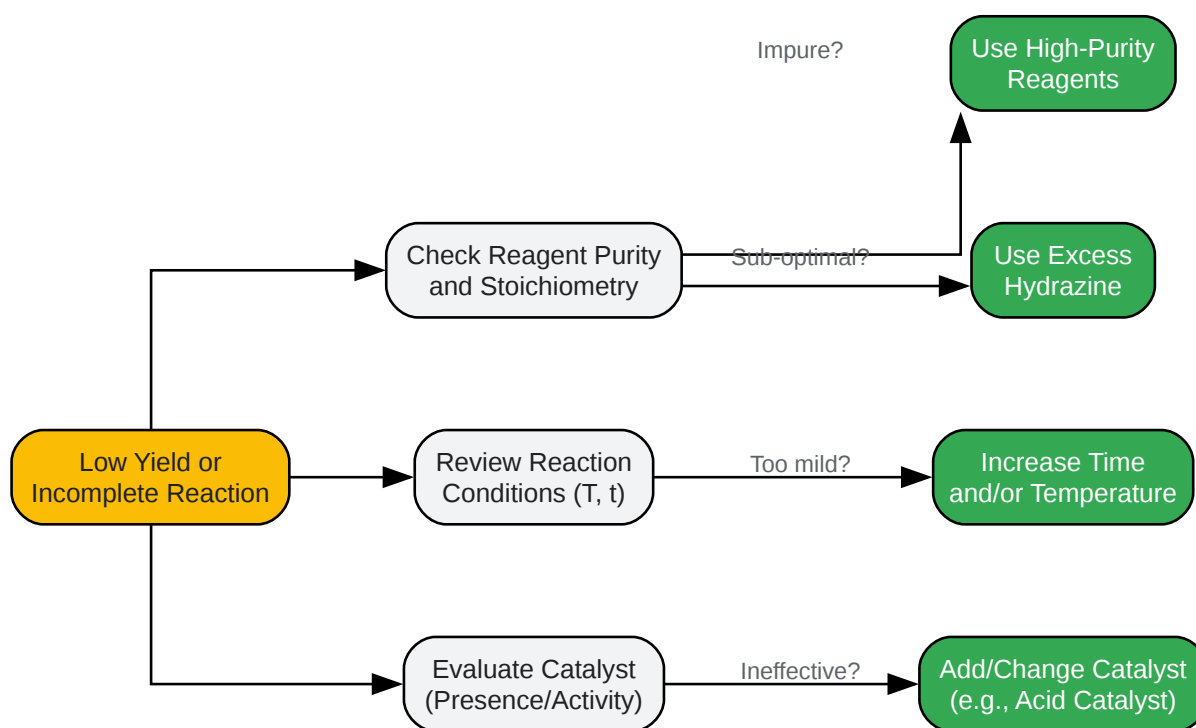 Impure?
Use High-Purity
Reagents
Check Reagent Purity
and Stoichiometry
Sub-optimal?
Use Excess
Hydrazine
Low Yield or
Incomplete Reaction
Review Reaction
Conditions (T, t)
Too mild?
Increase Time
and/or Temperature
Evaluate Catalyst
(Presence/Activity)
Ineffective?
Add/Change Catalyst
(e.g., Acid Catalyst)